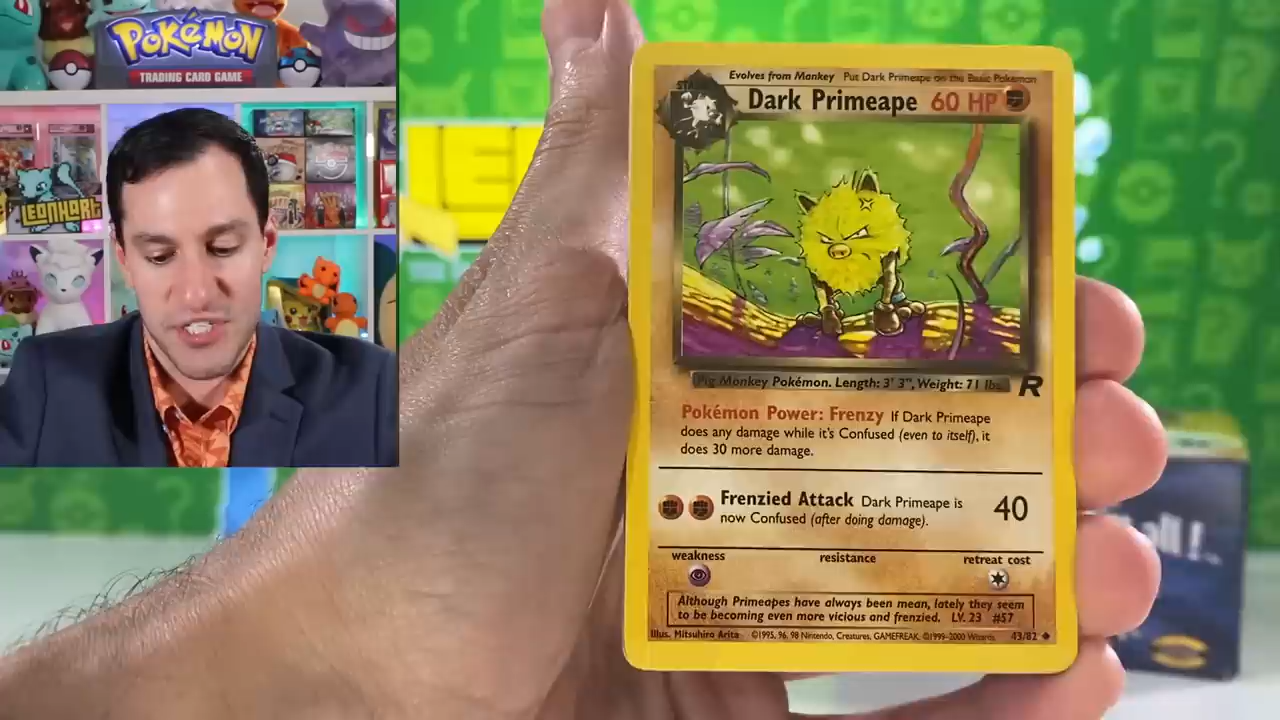 POKéMON
TRADING CARD GAME
LEONHART
Evolves from Mankey Put Dark Primeape on the Basic Pokémon
STAGE
Dark Primeape 60 HP
Pig Monkey Pokémon. Length: 3' 3", Weight: 71 lbs.
R
Pokémon Power: Frenzy If Dark Primeape
does any damage while it's Confused (even to itself), it
does 30 more damage.
Frenzied Attack Dark Primeape is
now Confused (after doing damage).
40
weakness resistance retreat cost
Although Primeapes have always been mean, lately they seem
to be becoming even more vicious and frenzied. LV. 23 #57
Illus. Mitsuhiro Arita ©1995, 96, 98 Nintendo, Creatures, GAMEFREAK. ©1999-2000 Wizards. 43/82
all!